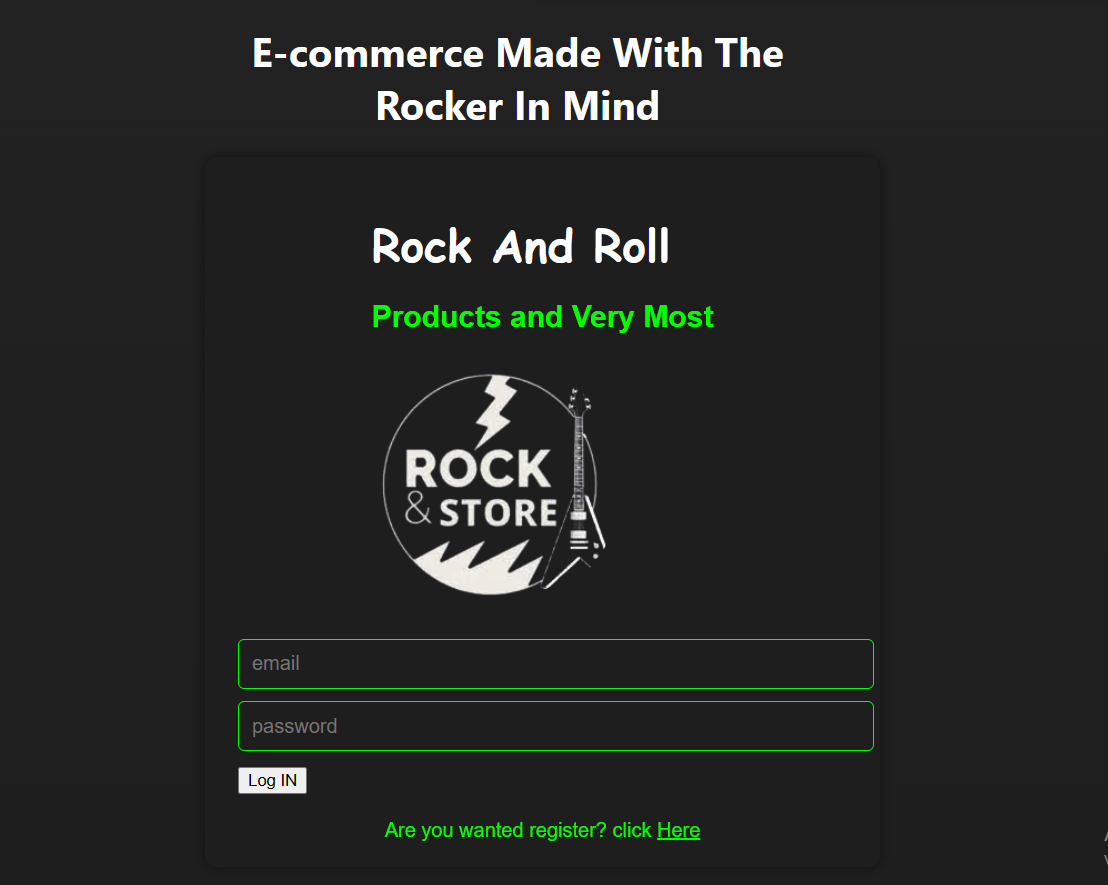 E-commerce Made With The
Rocker In Mind
Rock And Roll
Products and Very Most
ROCK
& STORE
email
password
Log IN
Are you wanted register? click Here